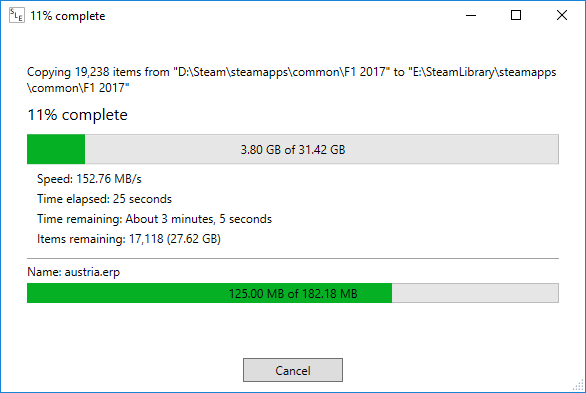 SLE
11% complete
Copying 19,238 items from "D:\Steam\steamapps\common\F1 2017" to "E:\SteamLibrary\steamapps
\common\F1 2017"
11% complete
3.80 GB of 31.42 GB
Speed: 152.76 MB/s
Time elapsed: 25 seconds
Time remaining: About 3 minutes, 5 seconds
Items remaining: 17,118 (27.62 GB)
Name: austria.erp
125.00 MB of 182.18 MB
Cancel